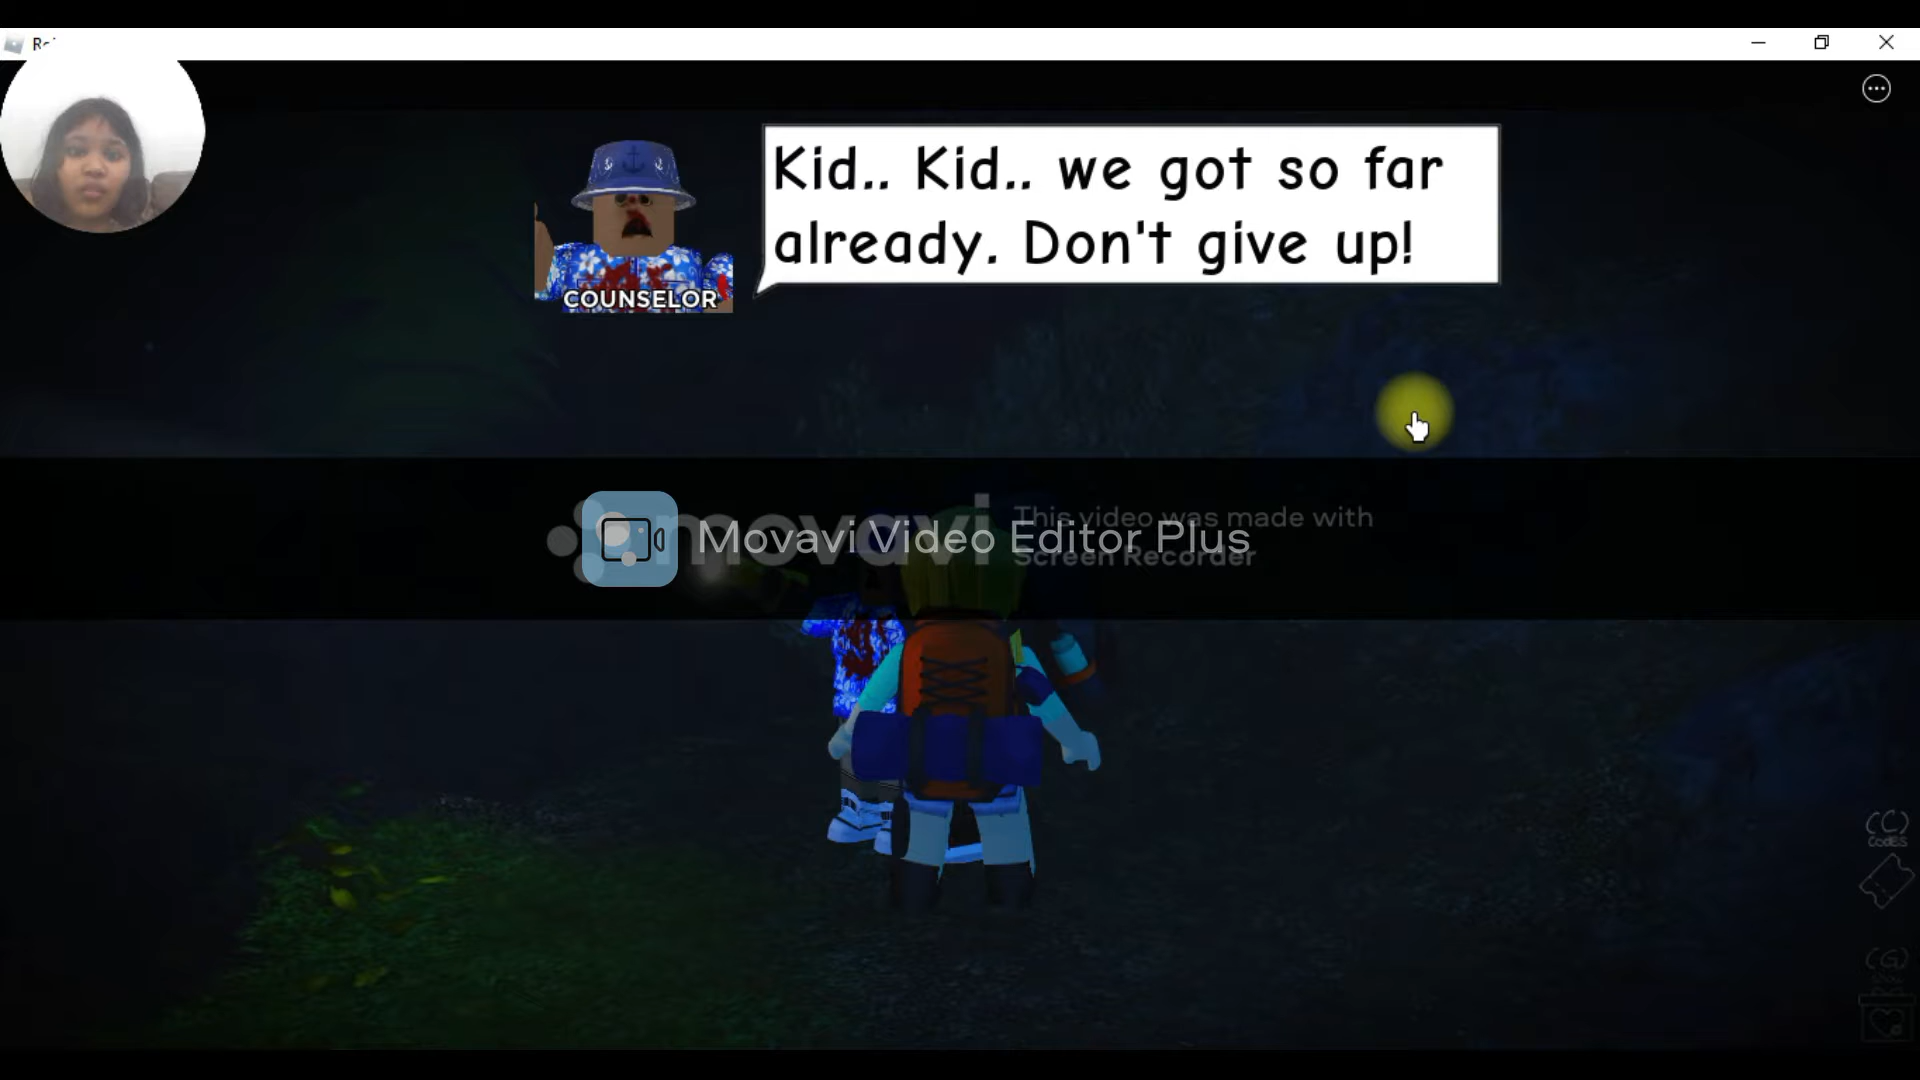 Kid.. Kid.. we got so far
already. Don't give up!
COUNSELOR
movavi
This video was made with
Screen Recorder
Movavi Video Editor Plus
(C)
CODES
(G)